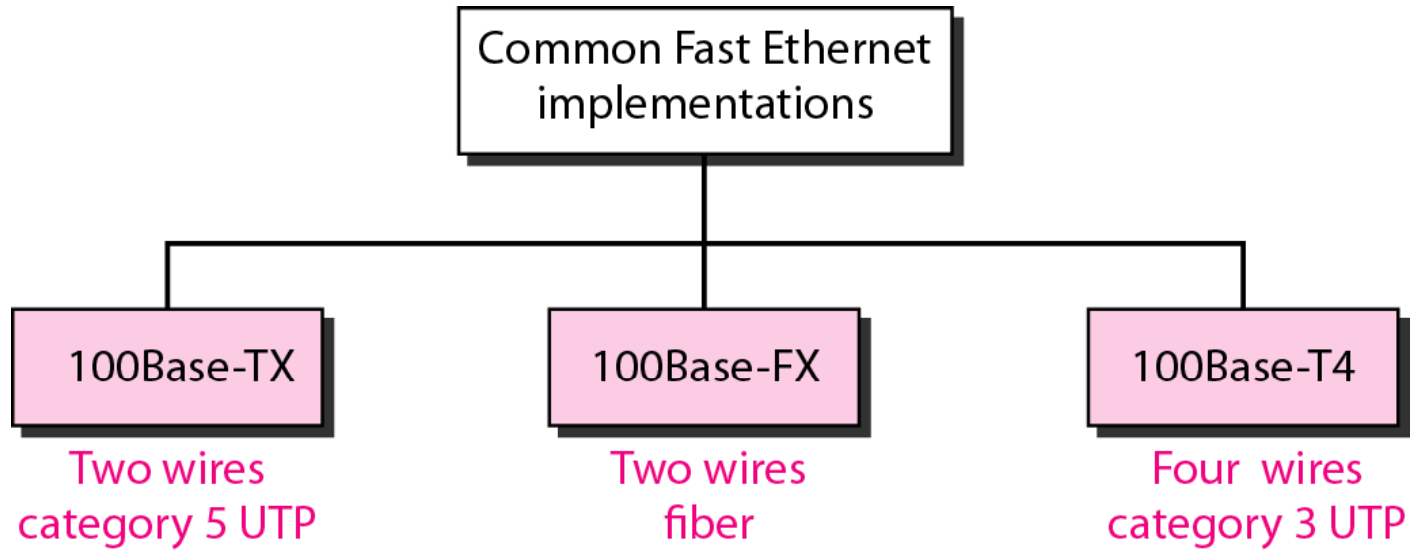 Common Fast Ethernet
implementations
100Base-TX
100Base-FX
100Base-T4
Two wires
category 5 UTP
Two wires
fiber
Four wires
category 3 UTP